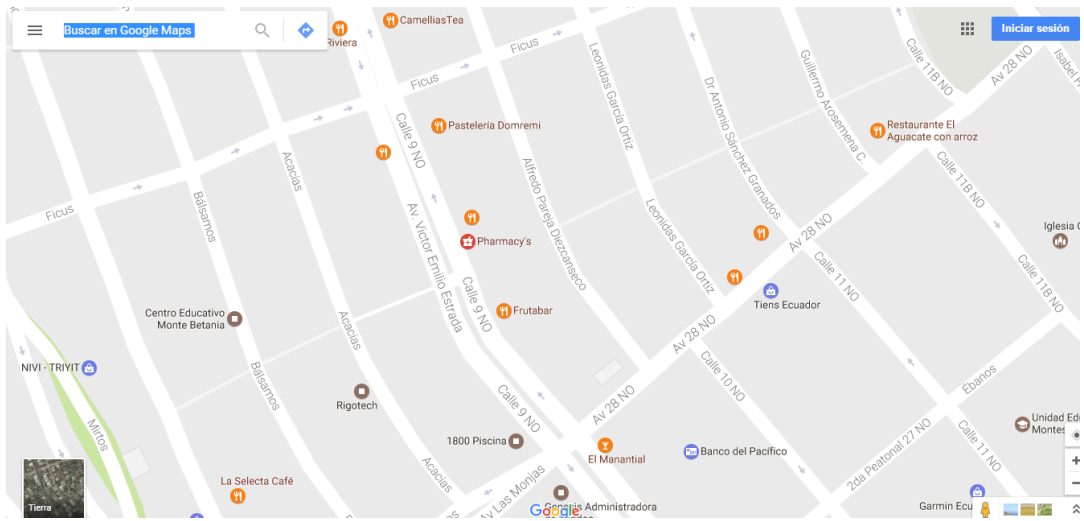 Buscar en Google Maps
Riviera
CamelliasTea
Ficus
Iniciar sesión
Ficus
Leonidas García Ortiz
Dr Antonio Sánchez Granados
Guillermo Arosemena C.
Calle 11B NO
Av 28 NO
Calle 9 NO
Pastelería Domremi
Restaurante El
Aguacate con arroz
Acacias
Alfredo Pareja Diezcanseco
Calle 11B NO
Ficus
Bálsamos
Av. Víctor Emilio Estrada
Pharmacy's
Leonidas García Ortiz
Av 28 NO
Iglesia
Calle 9 NO
Calle 11 NO
Calle 11B NO
Tiens Ecuador
Centro Educativo
Monte Betania
Frutabar
Acacias
Av 28 NO
NIVI - TRIYIT
Bálsamos
Rigotech
Calle 9 NO
Calle 10 NO
Ébanos
Av 28 NO
Mirtos
1800 Piscina
El Manantial
Banco del Pacífico
2da Peatonal 27 NO
Calle 11 NO
Unidad
La Selecta Café
Acacias
Av Las Monjas
Administradora
Garmin
Tierra
Google